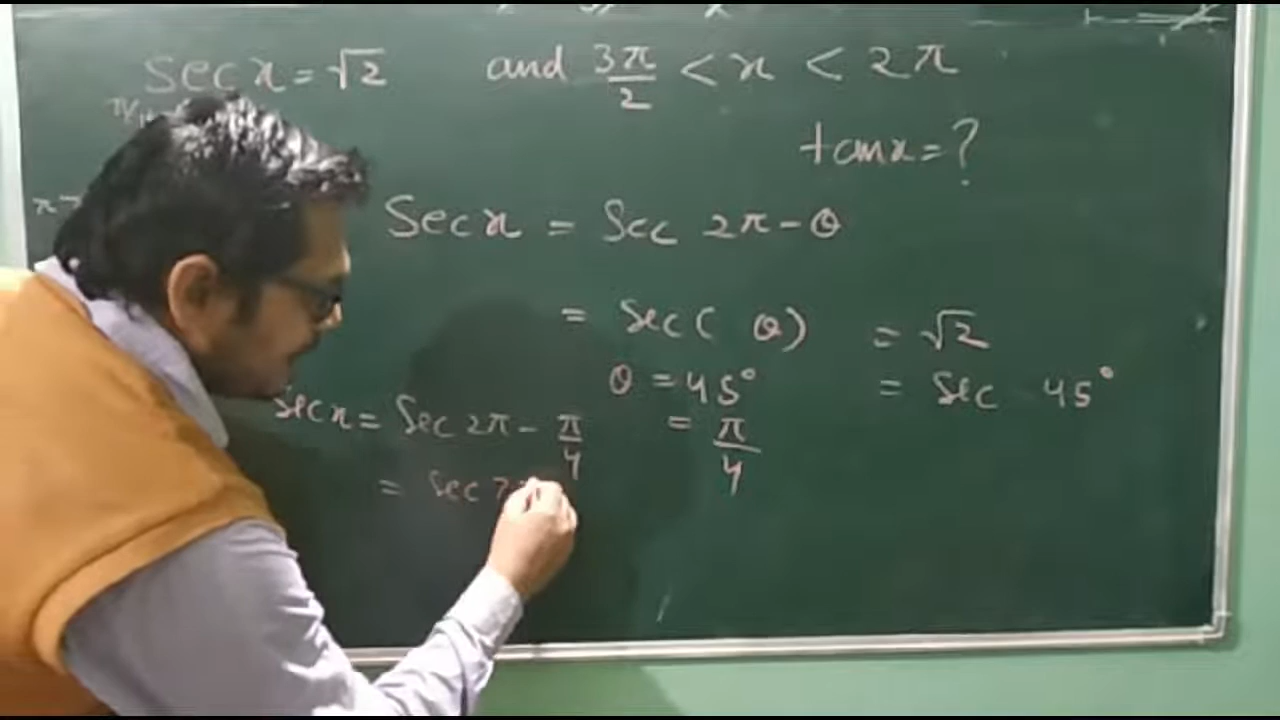 sec x = √2 and 3π/2 < x < 2π
tan x = ?
Sec x = Sec 2π - θ
= Sec ( θ) = √2
θ = 45° = Sec 45°
Sec x = Sec 2π - π/4 = π/4
= Sec 7